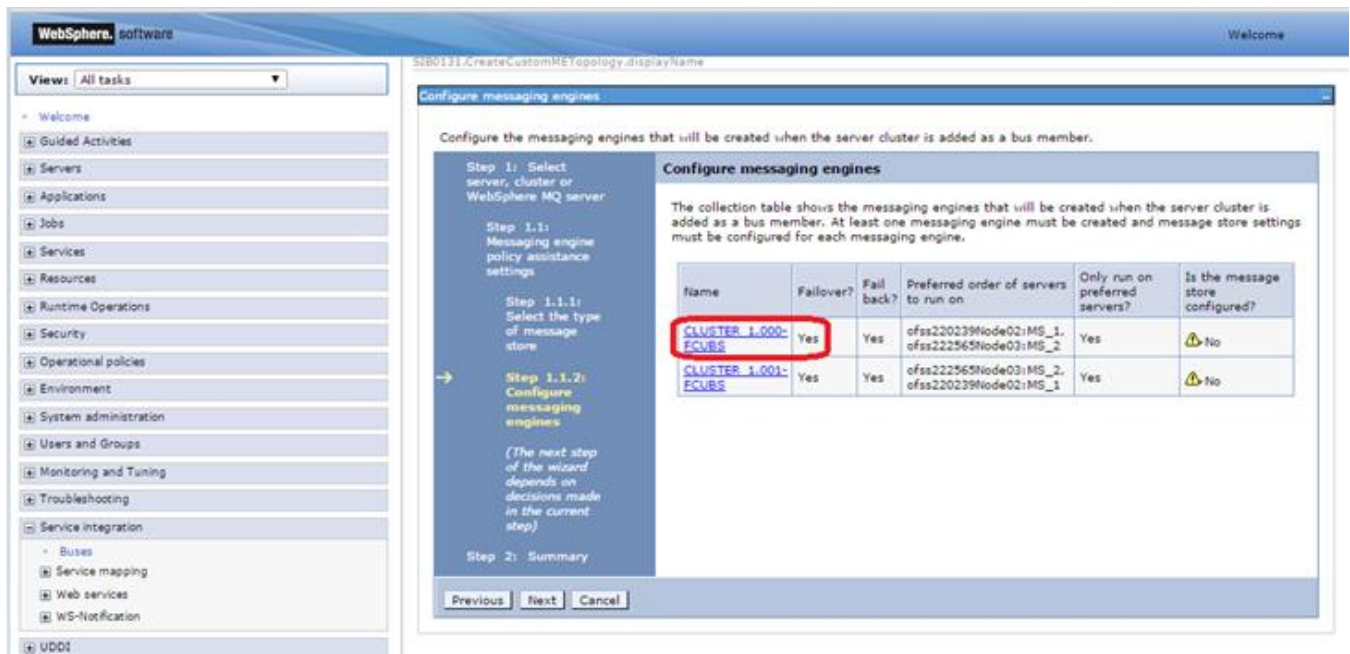 WebSphere. software
Welcome
View: All tasks
Welcome
Guided Activities
Servers
Applications
Jobs
Services
Resources
Runtime Operations
Security
Operational policies
Environment
System administration
Users and Groups
Monitoring and Tuning
Troubleshooting
Service integration
Buses
Service mapping
Web services
WS-Notification
UDDI
SIB0131.CreateCustomMETopology.displayName
Configure messaging engines
Configure the messaging engines that will be created when the server cluster is added as a bus member.
Step 1: Select
server, cluster or
WebSphere MQ server
Step 1.1:
Messaging engine
policy assistance
settings
Step 1.1.1:
Select the type
of message
store
Step 1.1.2:
Configure
messaging
engines
(The next step
of the wizard
depends on
decisions made
in the current
step)
Step 2: Summary
Configure messaging engines
The collection table shows the messaging engines that will be created when the server cluster is
added as a bus member. At least one messaging engine must be created and message store settings
must be configured for each messaging engine.
Name
Failover?
Fail
back?
Preferred order of servers
to run on
Only run on
preferred
servers?
Is the message
store
configured?
CLUSTER_1.000-
FCUBS
Yes
Yes
ofss220239Node02:MS_1,
ofss222565Node03:MS_2
Yes
No
CLUSTER_1.001-
FCUBS
Yes
Yes
ofss222565Node03:MS_2,
ofss220239Node02:MS_1
Yes
No
Previous Next Cancel